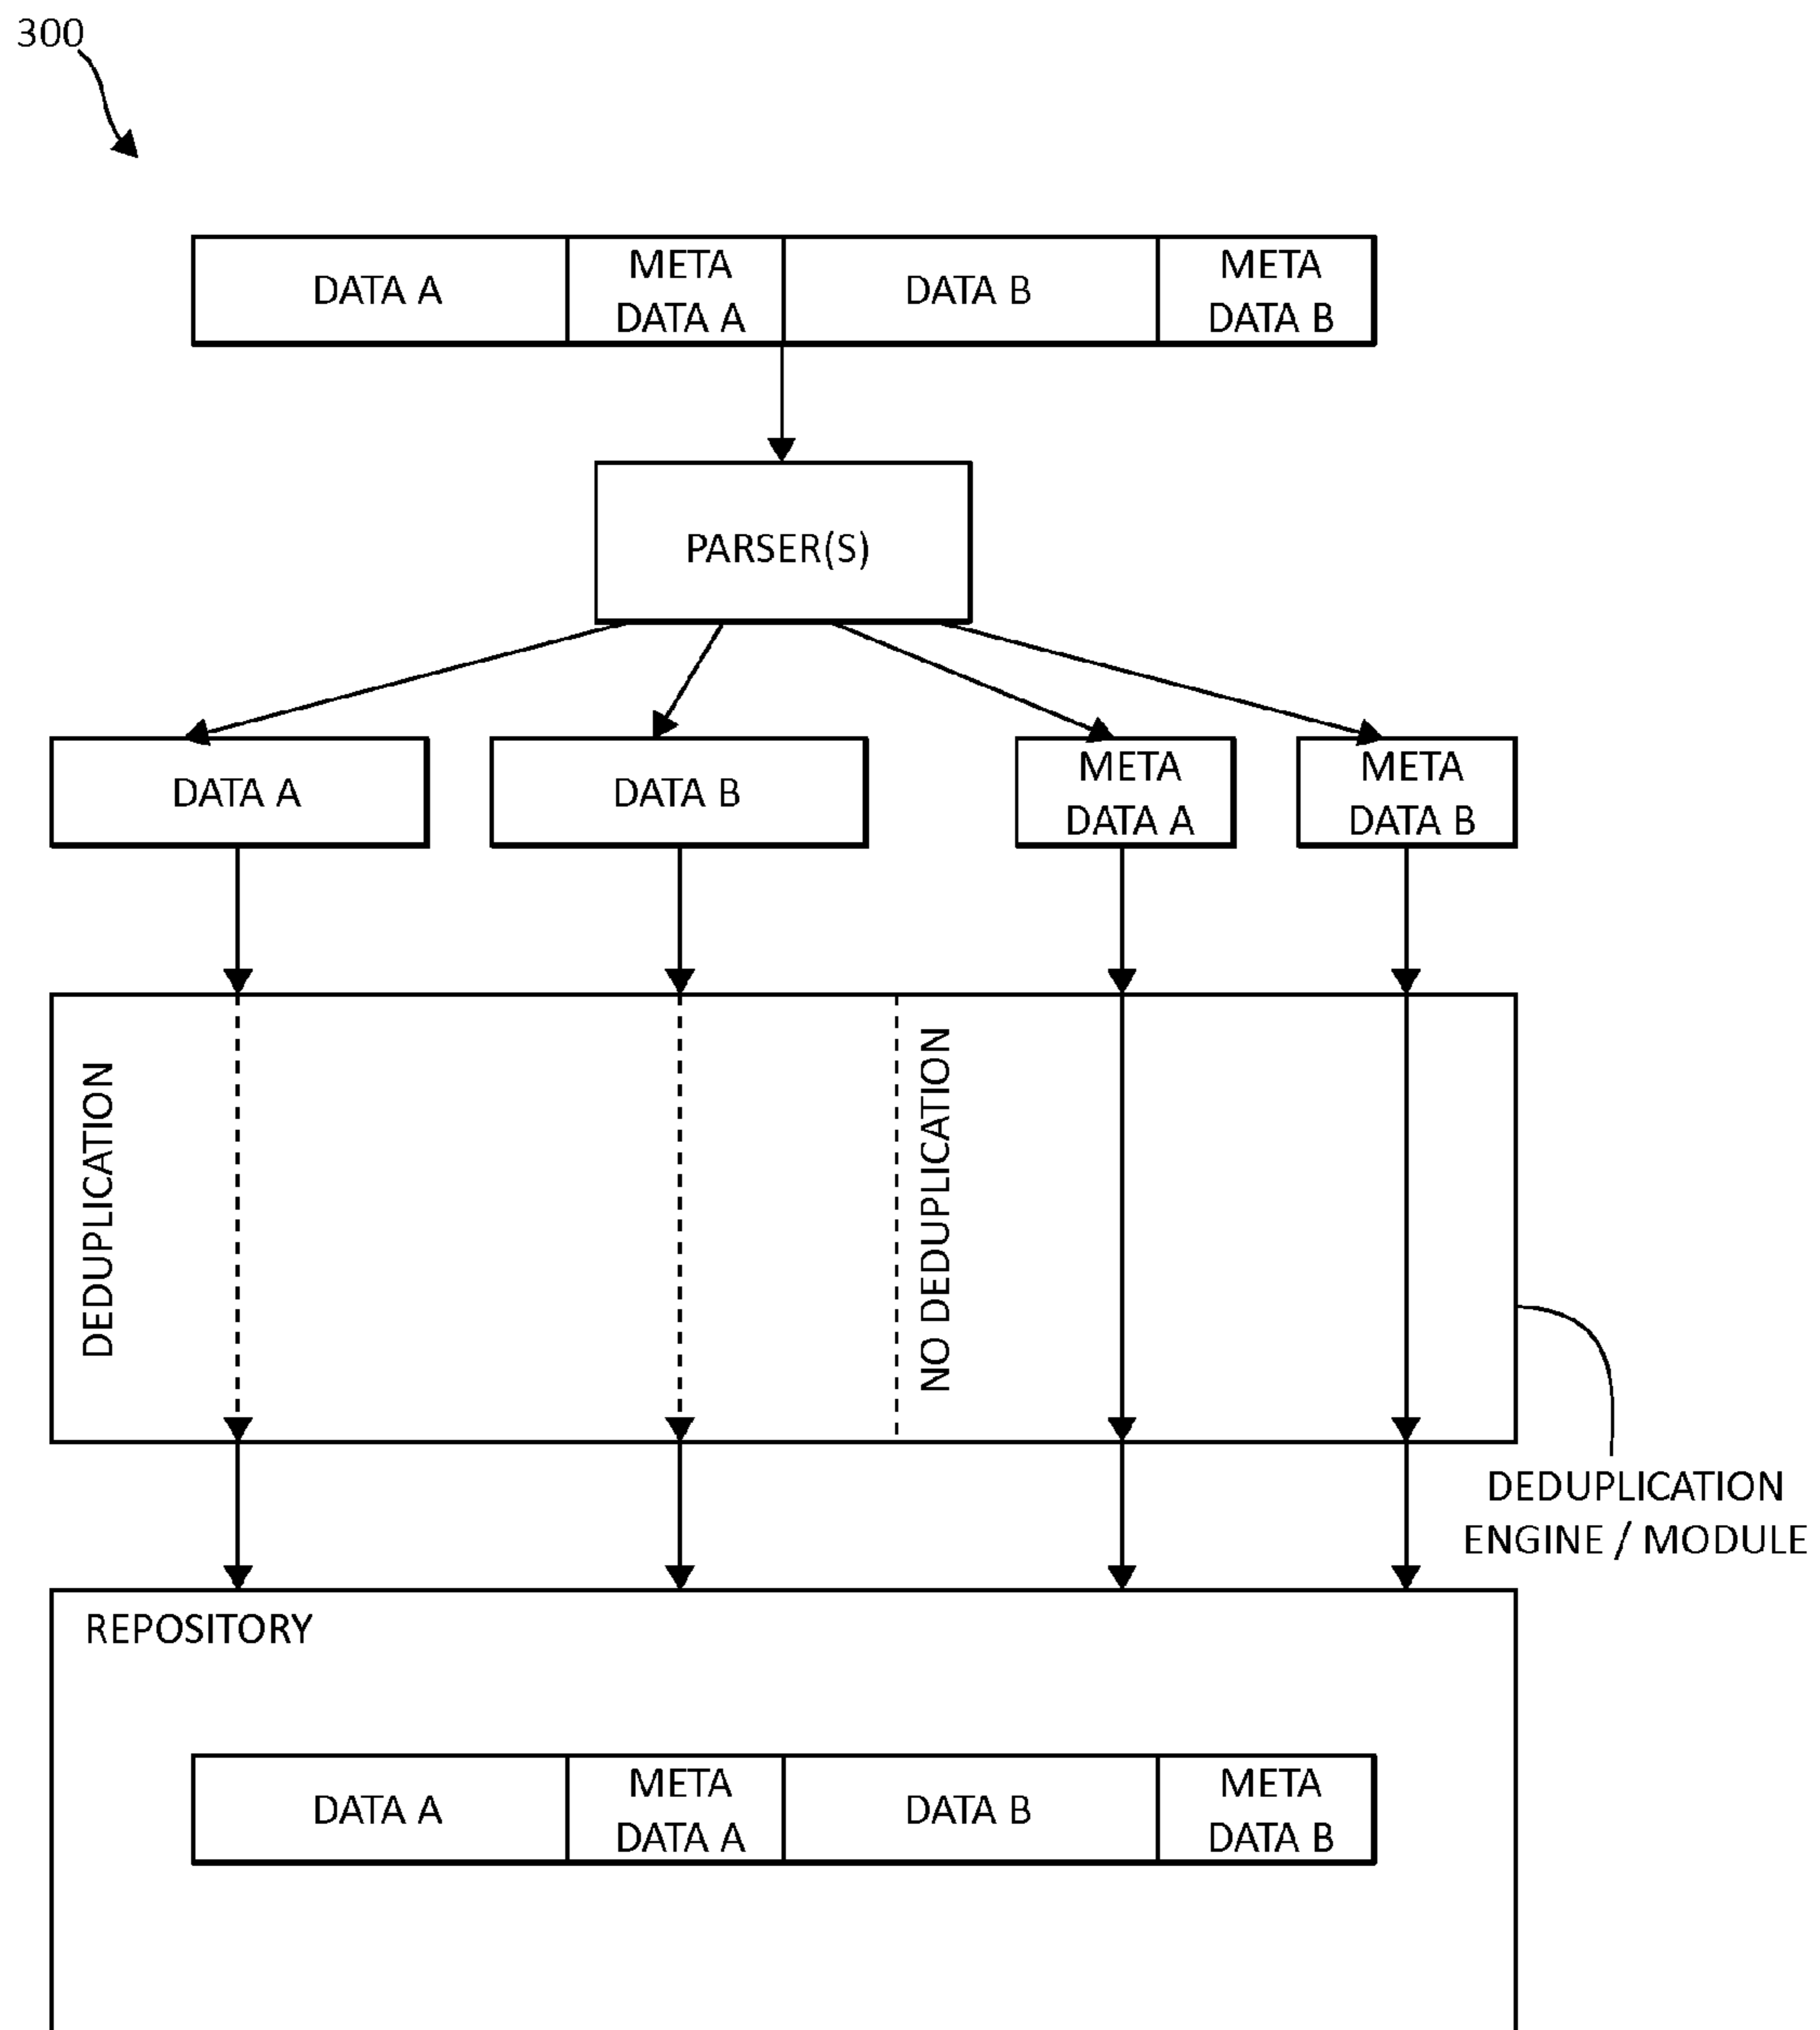 300
DATA A
META
DATA A
DATA B
META
DATA B
PARSER(S)
DATA A
DATA B
META
DATA A
META
DATA B
DEDUPLICATION
NO DEDUPLICATION
DEDUPLICATION
ENGINE / MODULE
REPOSITORY
DATA A
META
DATA A
DATA B
META
DATA B